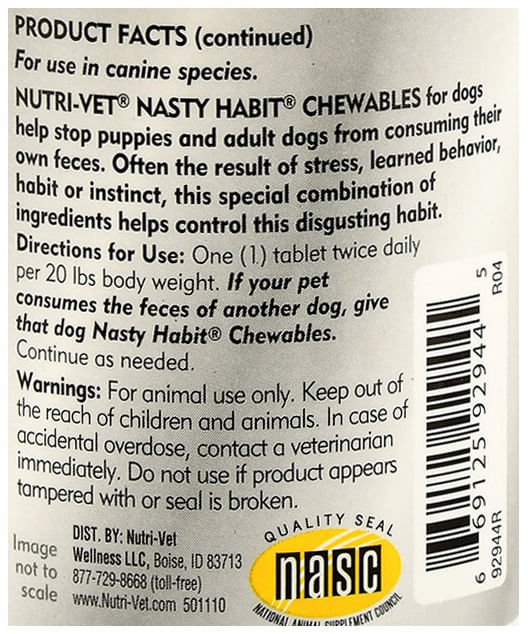 PRODUCT FACTS (continued)
For use in canine species.
NUTRI-VET® NASTY HABIT® CHEWABLES for dogs
help stop puppies and adult dogs from consuming their
own feces. Often the result of stress, learned behavior,
habit or instinct, this special combination of
ingredients helps control this disgusting habit.
Directions for Use: One (1) tablet twice daily
per 20 lbs body weight. If your pet
consumes the feces of another dog, give
that dog Nasty Habit® Chewables.
Continue as needed.
Warnings: For animal use only. Keep out of
the reach of children and animals. In case of
accidental overdose, contact a veterinarian
immediately. Do not use if product appears
tampered with or seal is broken.
DIST. BY: Nutri-Vet
Wellness LLC, Boise, ID 83713
877-729-8668 (toll-free)
www.Nutri-Vet.com 501110
Image
not to
scale
QUALITY SEAL
nasc
NATIONAL ANIMAL SUPPLEMENT COUNCIL
6 69125 92944 5
92944R
R04